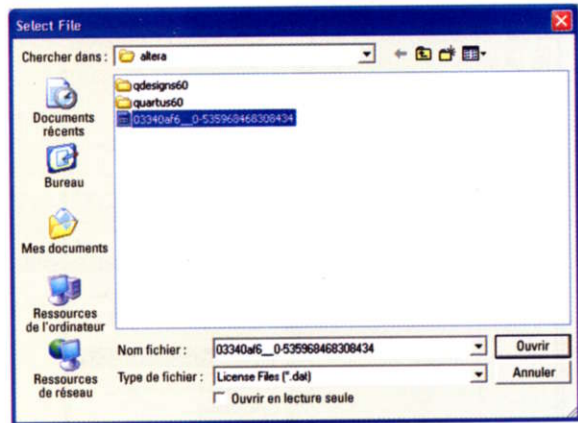 Select File
Chercher dans : altera
qdesigns60
quartus60
03340af6__0-535968468308434
Documents
récents
Bureau
Mes documents
Ressources
de l'ordinateur
Ressources
de réseau
Nom fichier : 03340af6__0-535968468308434 Ouvrir
Type de fichier : License Files (*.dat) Annuler
Ouvrir en lecture seule